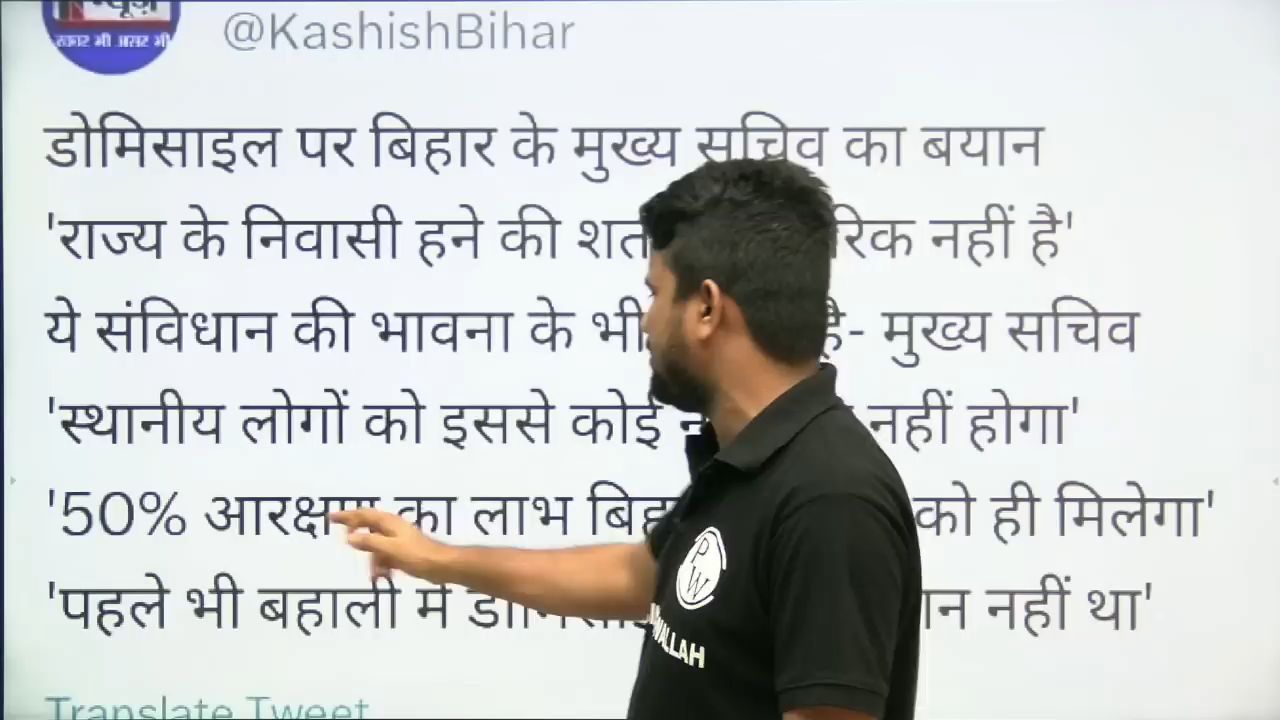 न्यूज़
@KashishBihar
डोमिसाइल पर बिहार के मुख्य सचिव का बयान
'राज्य के निवासी हने की शत रिक नहीं है'
ये संविधान की भावना के भी है- मुख्य सचिव
'स्थानीय लोगों को इससे कोई नहीं होगा'
'50% आरक्षण का लाभ को ही मिलेगा'
'पहले भी बहाली में नहीं था'
PW
WALLAH
Translate Tweet